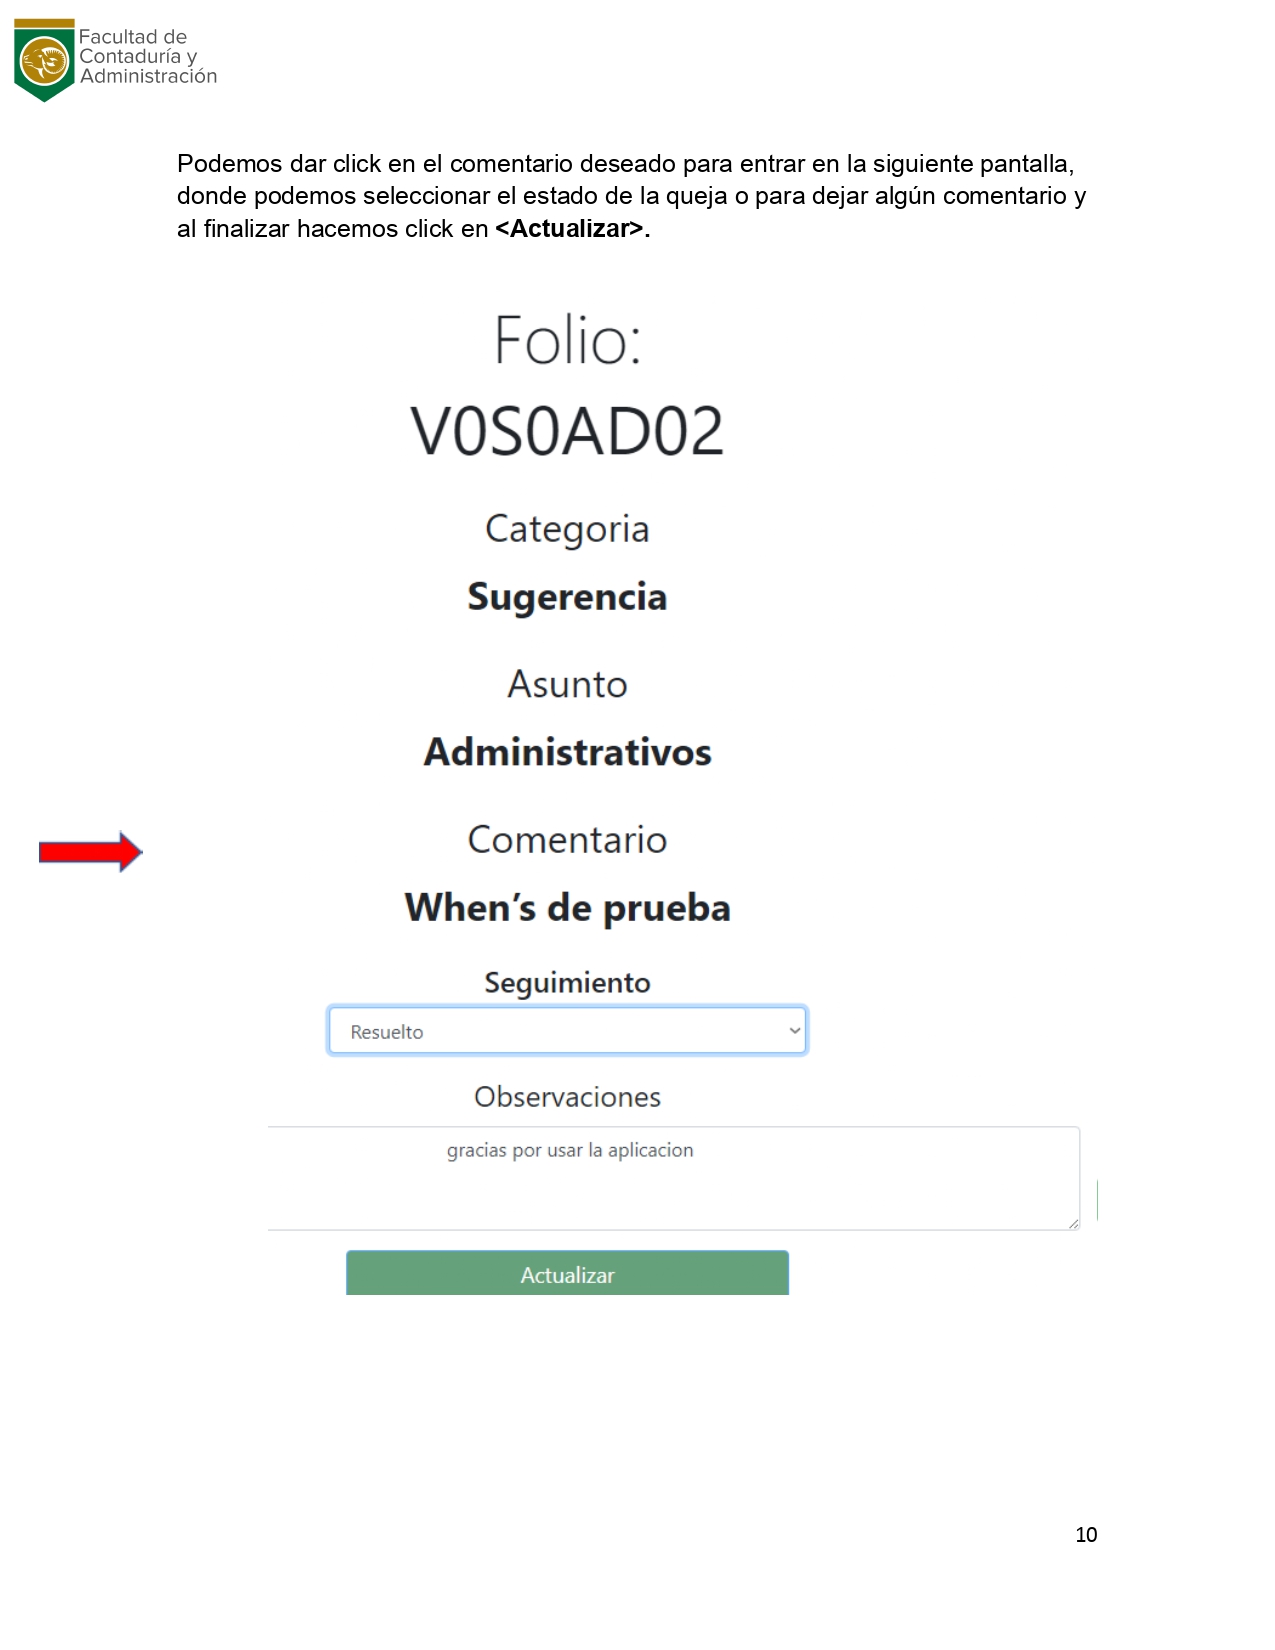 Facultad de
Contaduría y
Administración
Podemos dar click en el comentario deseado para entrar en la siguiente pantalla,
donde podemos seleccionar el estado de la queja o para dejar algún comentario y
al finalizar hacemos click en <Actualizar>.
Folio:
V0S0AD02
Categoria
Sugerencia
Asunto
Administrativos
Comentario
When's de prueba
Seguimiento
Resuelto
Observaciones
gracias por usar la aplicacion
Actualizar
10